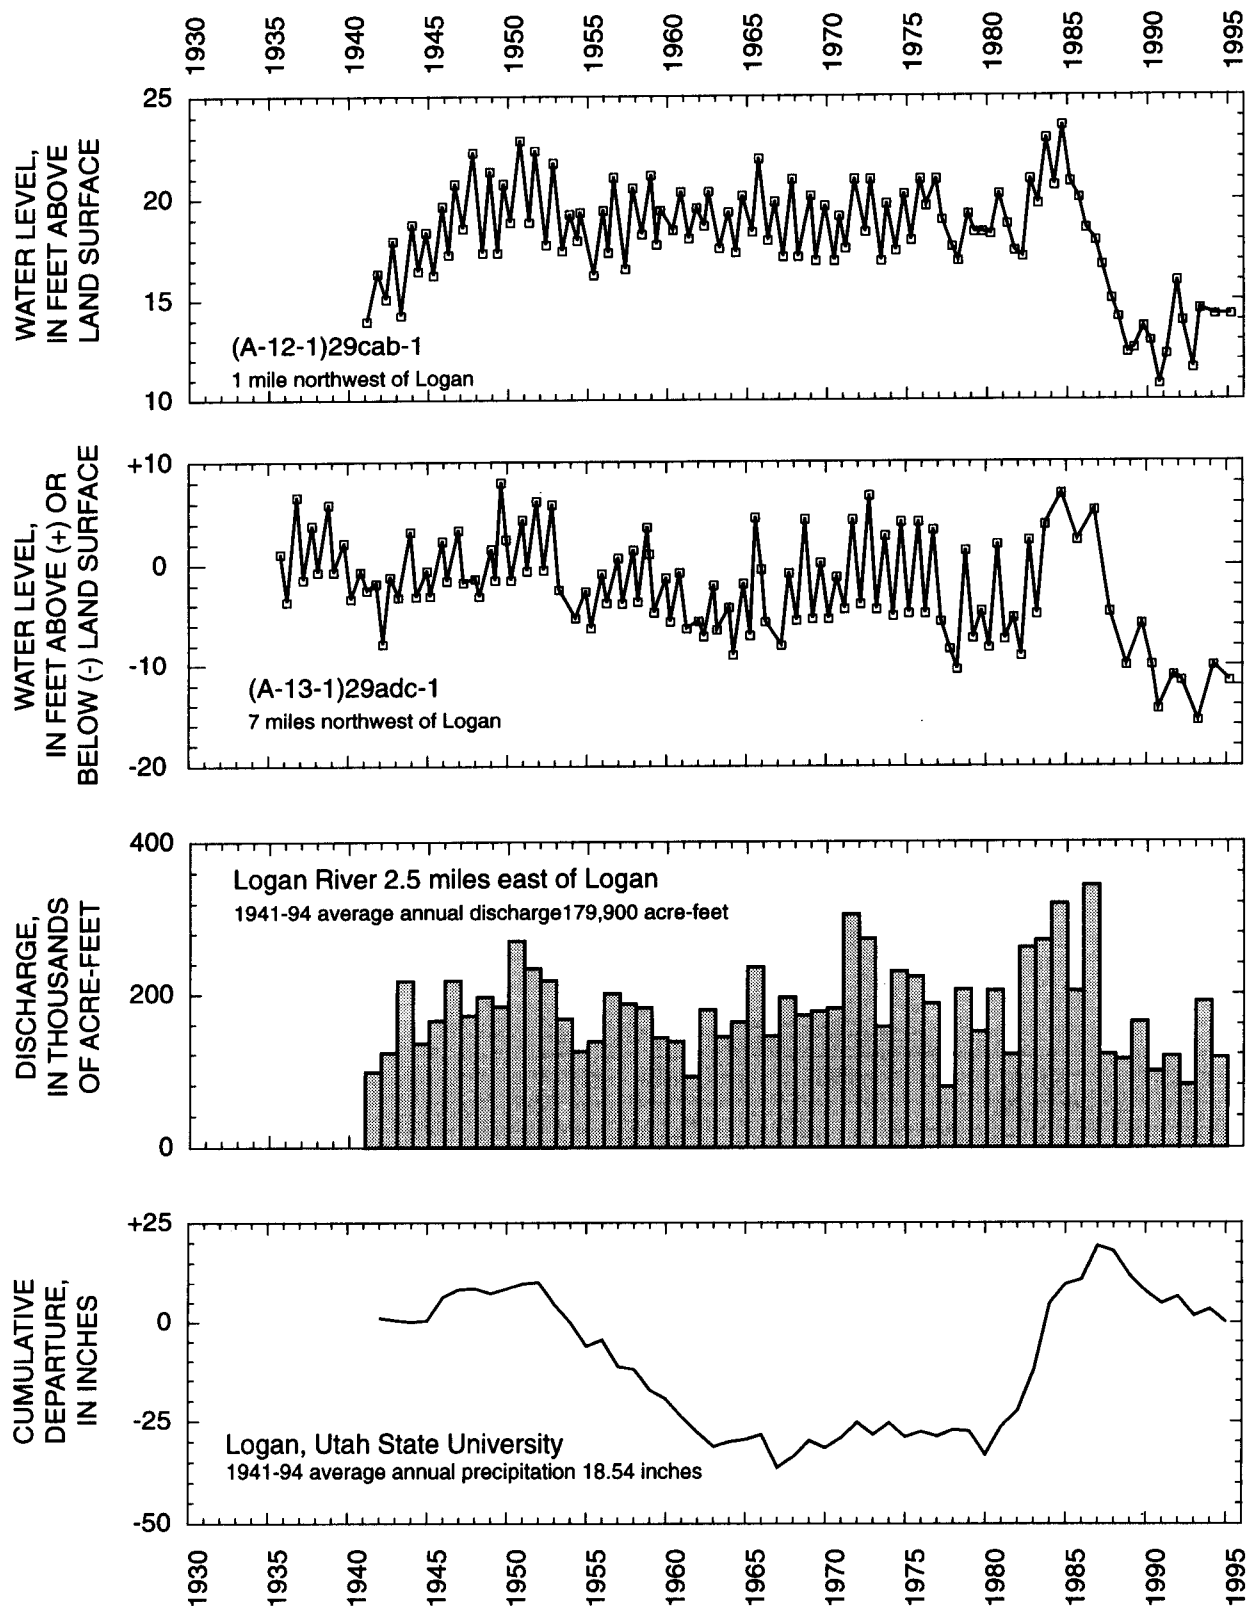 1930 1935 1940 1945 1950 1955 1960 1965 1970 1975 1980 1985 1990 1995
WATER LEVEL,
IN FEET ABOVE
LAND SURFACE
25
20
15
10
(A-12-1)29cab-1
1 mile northwest of Logan
WATER LEVEL,
IN FEET ABOVE (+) OR
BELOW (-) LAND SURFACE
+10
0
-10
-20
(A-13-1)29adc-1
7 miles northwest of Logan
DISCHARGE,
IN THOUSANDS
OF ACRE-FEET
400
200
0
Logan River 2.5 miles east of Logan
1941-94 average annual discharge179,900 acre-feet
CUMULATIVE
DEPARTURE,
IN INCHES
+25
0
-25
-50
Logan, Utah State University
1941-94 average annual precipitation 18.54 inches
1930 1935 1940 1945 1950 1955 1960 1965 1970 1975 1980 1985 1990 1995